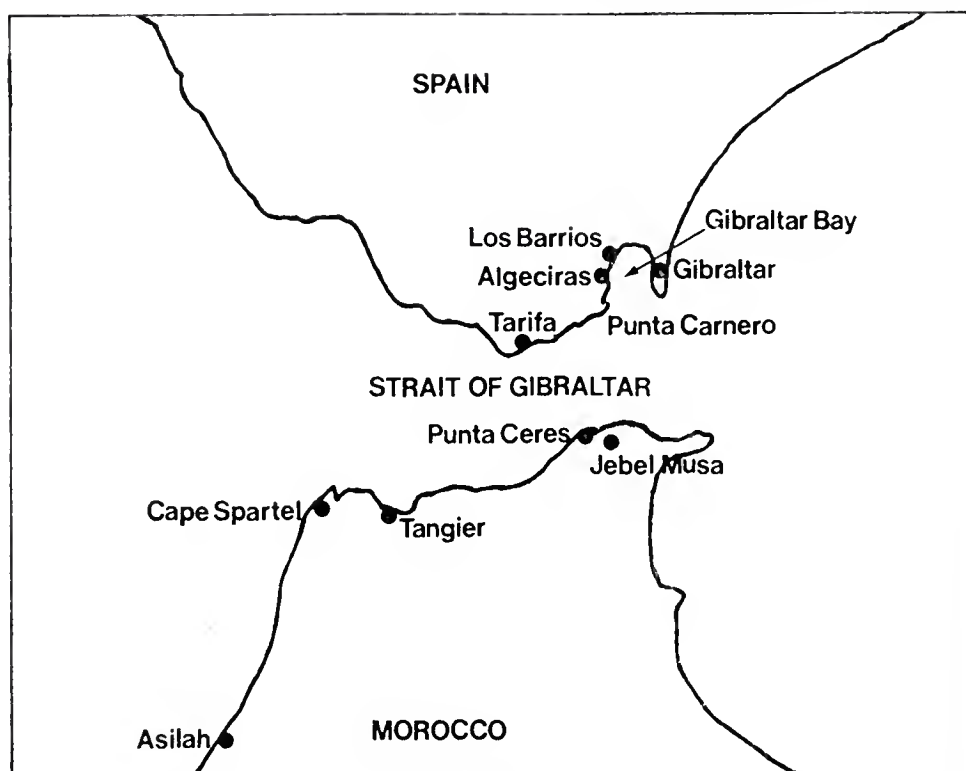 SPAIN
Gibraltar Bay
Los Barrios
Algeciras
Gibraltar
Tarifa
Punta Carnero
STRAIT OF GIBRALTAR
Punta Ceres
Jebel Musa
Cape Spartel
Tangier
Asilah
MOROCCO